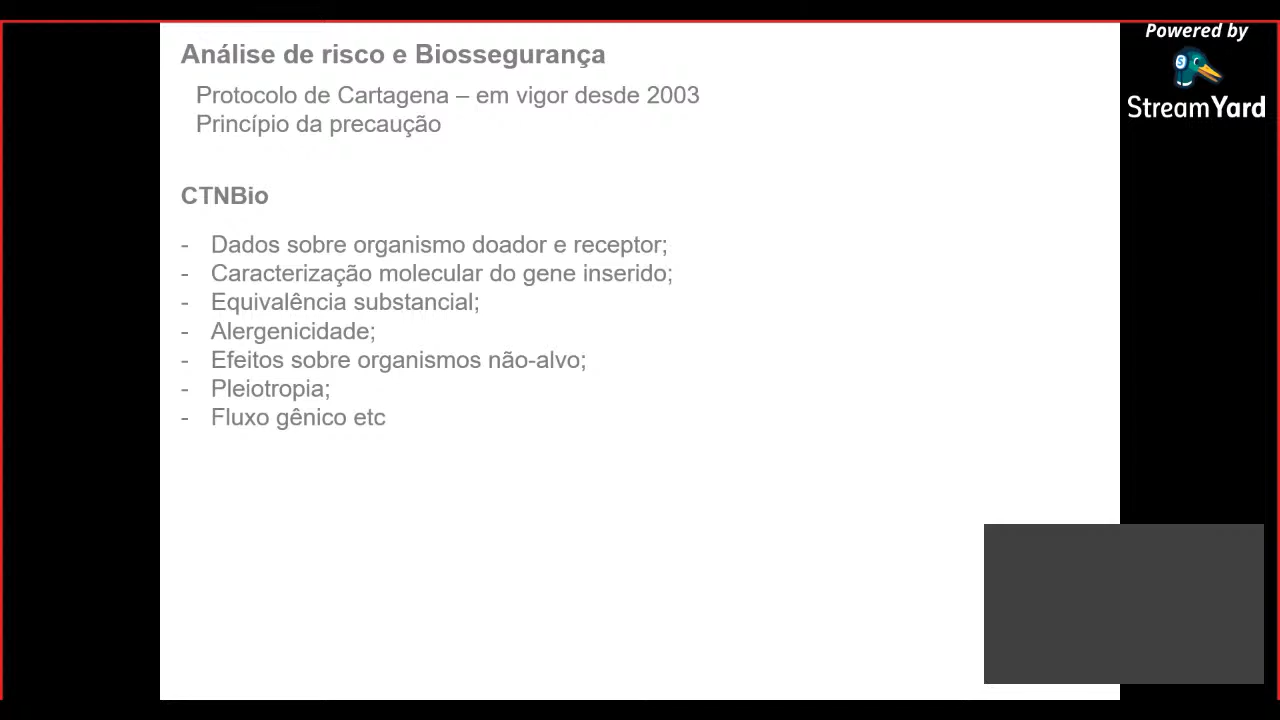 Análise de risco e Biossegurança
Protocolo de Cartagena – em vigor desde 2003
Princípio da precaução
CTNBio
- Dados sobre organismo doador e receptor;
- Caracterização molecular do gene inserido;
- Equivalência substancial;
- Alergenicidade;
- Efeitos sobre organismos não-alvo;
- Pleiotropia;
- Fluxo gênico etc
Powered by
S
StreamYard